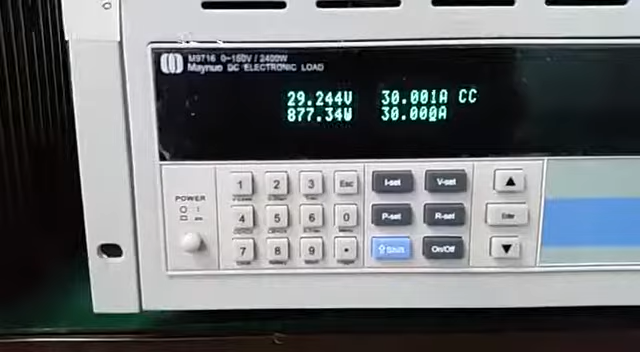 M9716 0~150V / 2400W
Maynuo DC ELECTRONIC LOAD
29.244V 30.001A CC
877.34W 30.000A
POWER
1 2 3 Esc I-set V-set
4 5 6 0 P-set R-set Enter
7 8 9 • On/Off